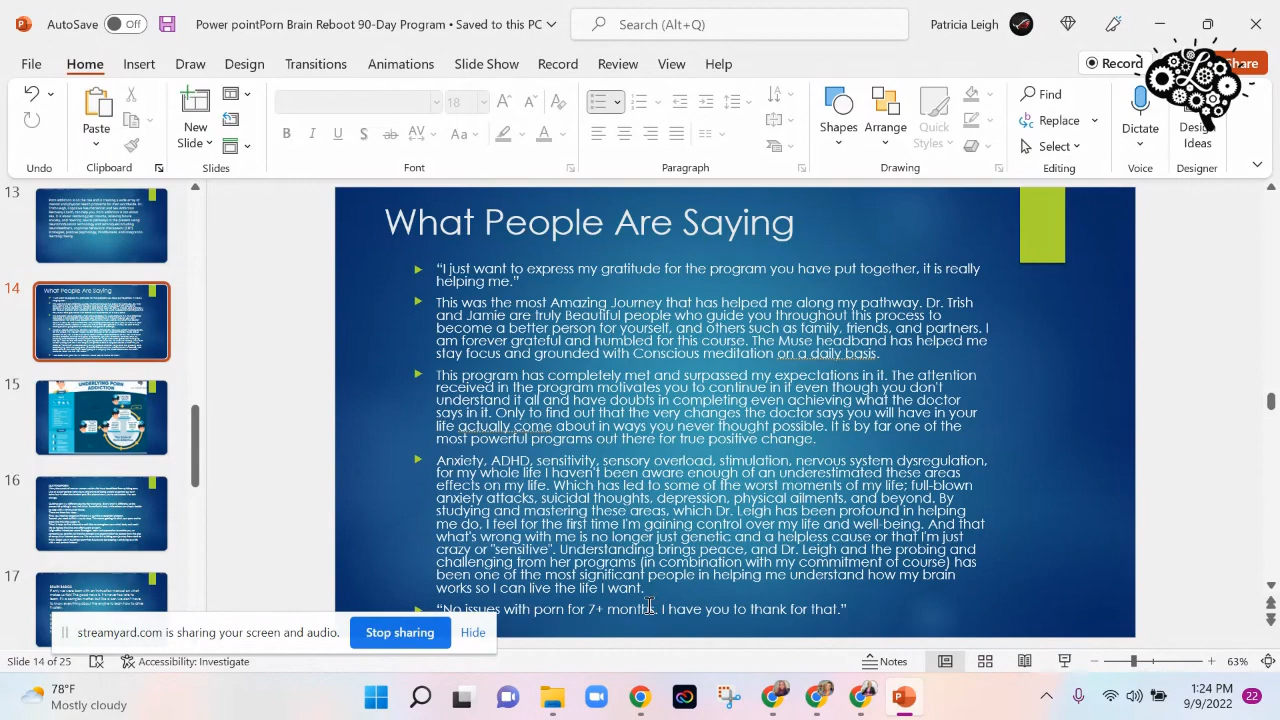 AutoSave
Off
Power pointPorn Brain Reboot 90-Day Program • Saved to this PC
Search (Alt+Q)
Patricia Leigh
File
Home
Insert
Draw
Design
Transitions
Animations
Slide Show
Record
Review
View
Help
Record
Undo
Paste
Clipboard
New
Slide
Slides
18
Font
Paragraph
Shapes
Arrange
Quick
Styles
Drawing
Find
Replace
Select
Editing
Dictate
Voice
Design
Ideas
Designer
13
14
What People Are Saying
15
UNDERLYING PORN
ADDICTION
16
17
What People Are Saying
“I just want to express my gratitude for the program you have put together, it is really
helping me.”
This was the most Amazing Journey that has helped me along my pathway. Dr. Trish
and Jamie are truly Beautiful people who guide you throughout this process to
become a better person for yourself, and others such as family, friends, and partners. I
am forever grateful and humbled for this course. The Muse headband has helped me
stay focus and grounded with Conscious meditation on a daily basis.
This program has completely met and surpassed my expectations in it. The attention
received in the program motivates you to continue in it even though you don't
understand it all and have doubts in completing even achieving what the doctor
says in it. Only to find out that the very changes the doctor says you will have in your
life actually come about in ways you never thought possible. It is by far one of the
most powerful programs out there for true positive change.
Anxiety, ADHD, sensitivity, sensory overload, stimulation, nervous system dysregulation,
for my whole life I haven't been aware enough of an underestimated these areas
effects on my life. Which has led to some of the worst moments of my life; full-blown
anxiety attacks, suicidal thoughts, depression, physical ailments, and beyond. By
studying and mastering these areas, which Dr. Leigh has been profound in helping
me do, I feel for the first time I'm gaining control over my life and well-being. And that
what's wrong with me is no longer just genetic and a helpless cause or that I'm just
crazy or "sensitive". Understanding brings peace, and Dr. Leigh and the probing and
challenging from her programs (in combination with my commitment of course) has
been one of the most significant people in helping me understand how my brain
works so I can live the life I want.
“No issues with porn for 7+ months. I have you to thank for that.”
streamyard.com is sharing your screen and audio.
Stop sharing
Hide
Slide 14 of 25
Accessibility: Investigate
Notes
63%
78°F
Mostly cloudy
1:24 PM
9/9/2022
22